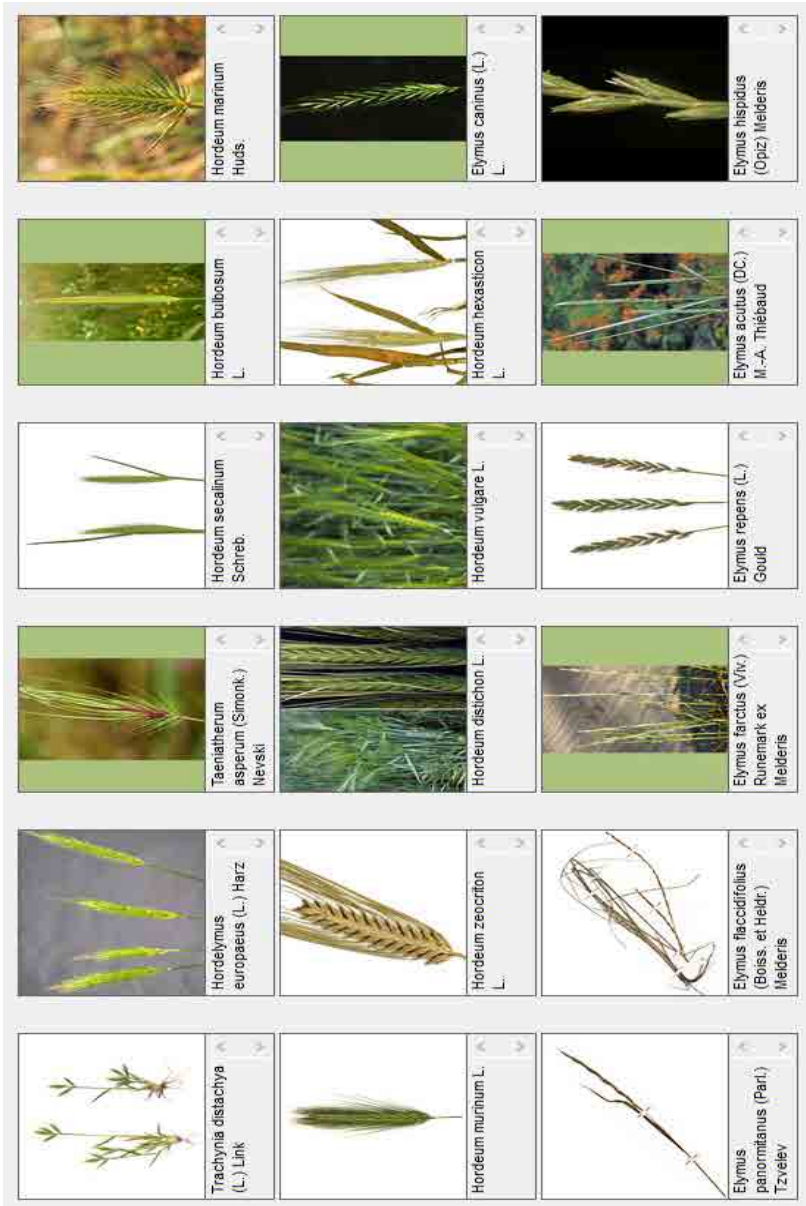 Trachynia distachya
(L.) Link
Hordelymus
europaeus (L.) Harz
Taeniatherum
asperum (Simonk.)
Nevski
Hordeum secalinum
Schreb.
Hordeum bulbosum
L.
Hordeum marinum
Huds.
Hordeum murinum L.
Hordeum zeocriton
L.
Hordeum distichon L.
Hordeum vulgare L.
Hordeum hexasticon
L.
Elymus caninus (L.)
L.
Elymus
panormitanus (Parl.)
Tzvelev
Elymus flaccidifolius
(Boiss. et Heldr.)
Melderis
Elymus farctus (Viv.)
Runemark ex
Melderis
Elymus repens (L.)
Gould
Elymus acutus (DC.)
M.-A. Thiébaud
Elymus hispidus
(Opiz) Melderis